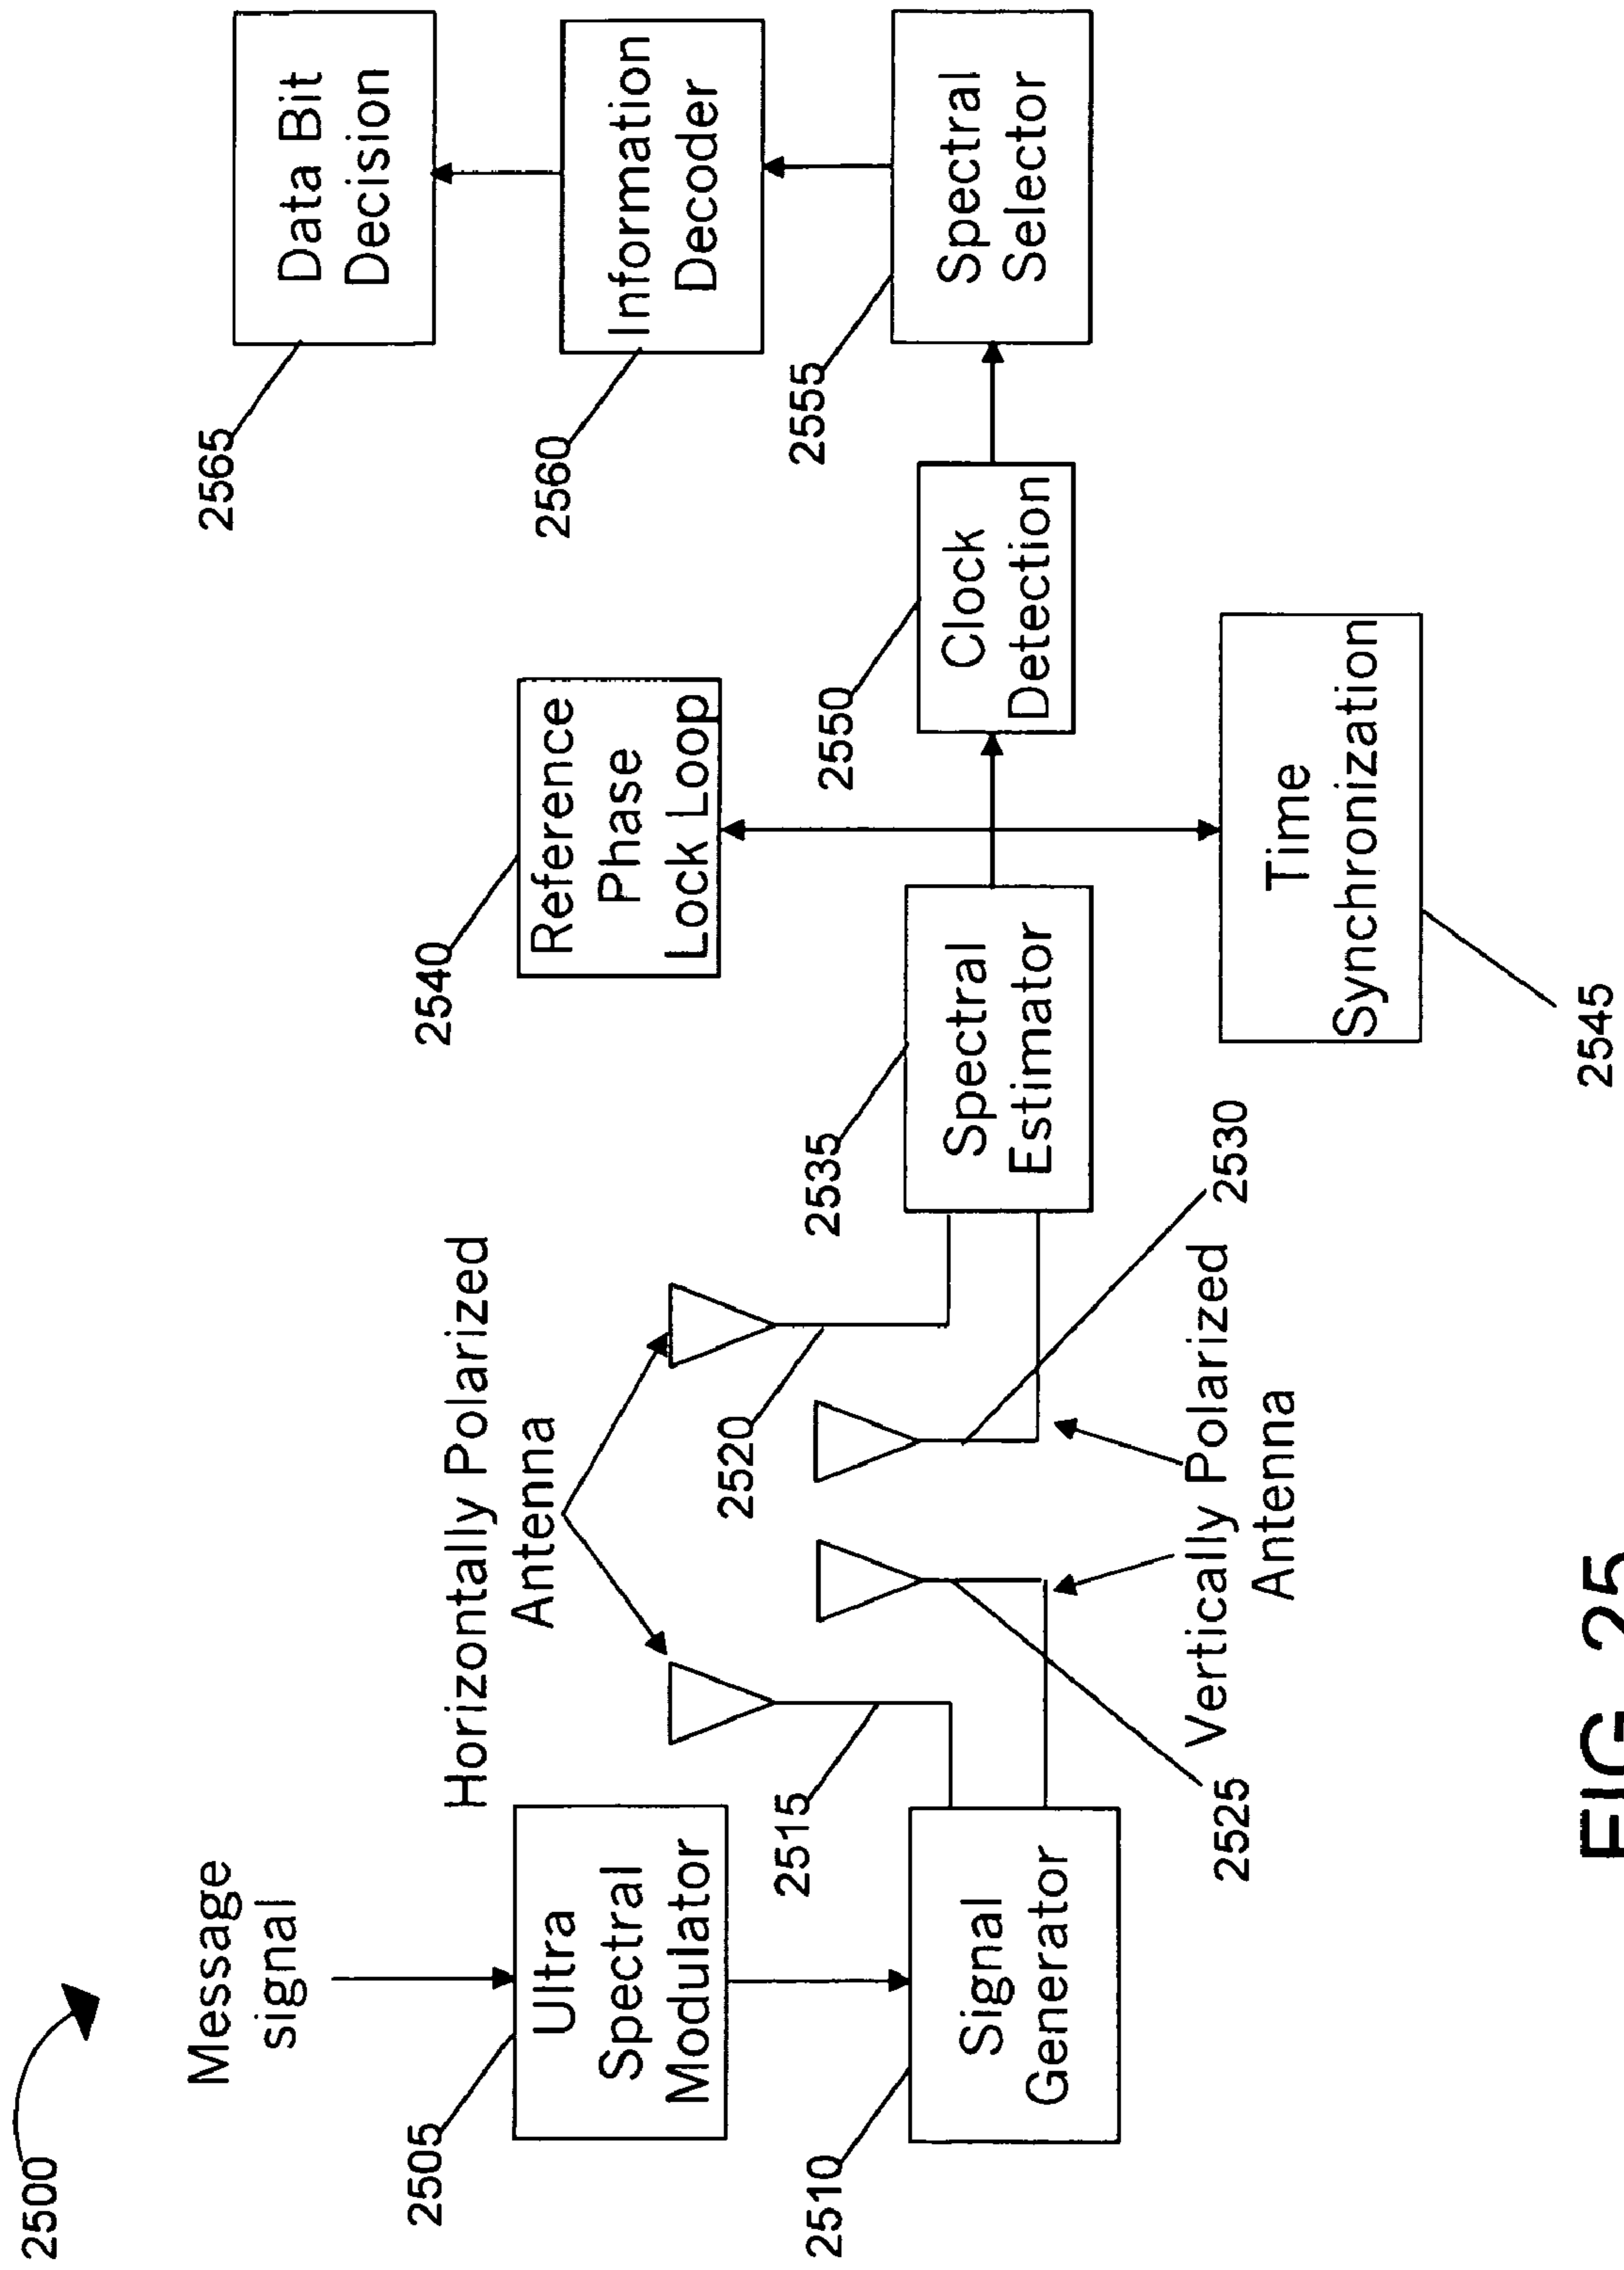 2500
Message
signal
2505
Ultra
Spectral
Modulator
2510
Signal
Generator
Horizontally Polarized
Antenna
2515
2520
2525
2530
Vertically Polarized
Antenna
2535
Spectral
Estimator
2540
Reference
Phase
Lock Loop
2545
Time
Synchronization
2550
Clock
Detection
2555
Spectral
Selector
2560
Information
Decoder
2565
Data Bit
Decision
FIG. 25